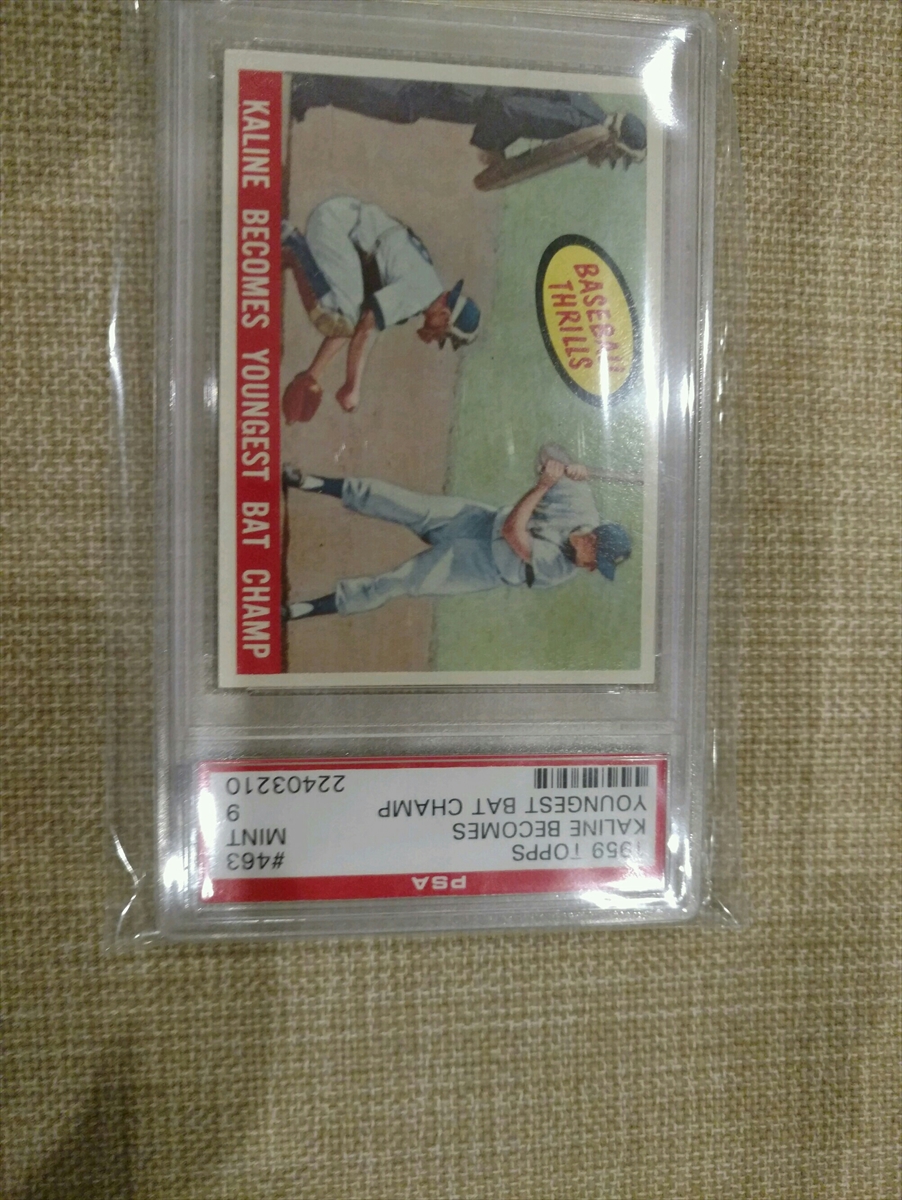 BASEBALL
THRILLS
KALINE BECOMES YOUNGEST BAT CHAMP
PSA
1959 TOPPS #463
KALINE BECOMES MINT
YOUNGEST BAT CHAMP 9
22403210